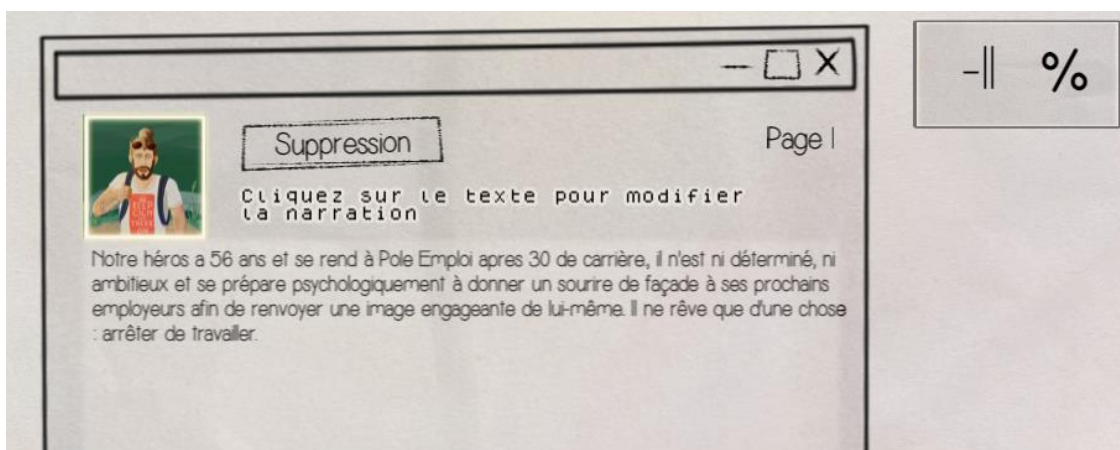 — □ X
-|| %
Suppression
Page |
Cliquez sur le texte pour modifier
la narration
KEEP
CALM
Notre héros a 56 ans et se rend à Pole Emploi apres 30 de carrière, il n'est ni déterminé, ni
ambitieux et se prépare psychologiquement à donner un sourire de façade à ses prochains
employeurs afin de renvoyer une image engageante de lui-même. Il ne rêve que d'une chose
: arrêter de travailler.